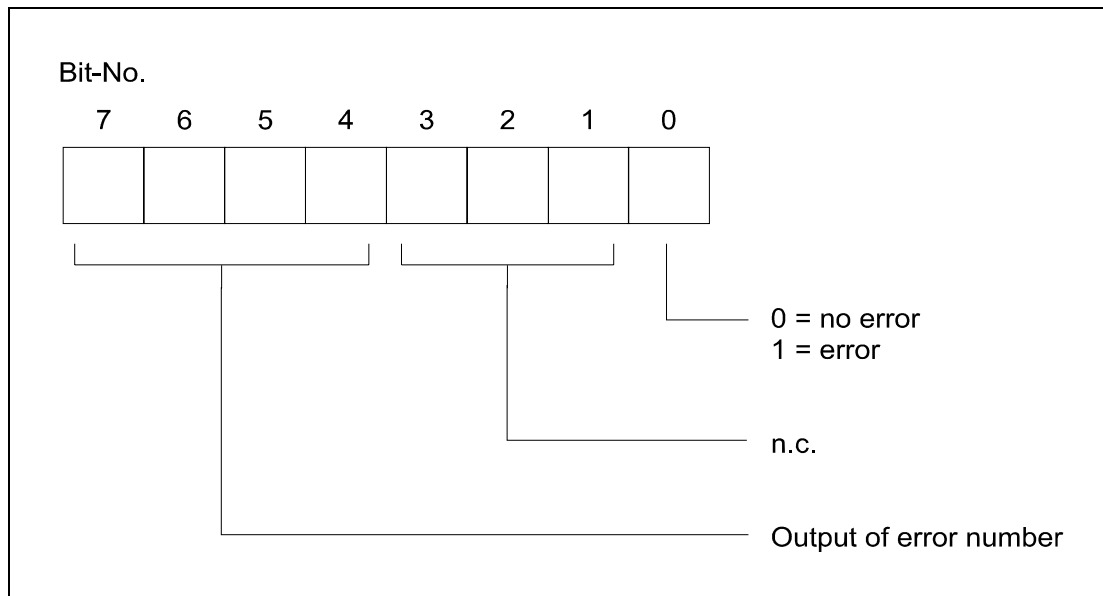 Bit-No.
7 6 5 4 3 2 1 0
0 = no error
1 = error
n.c.
Output of error number